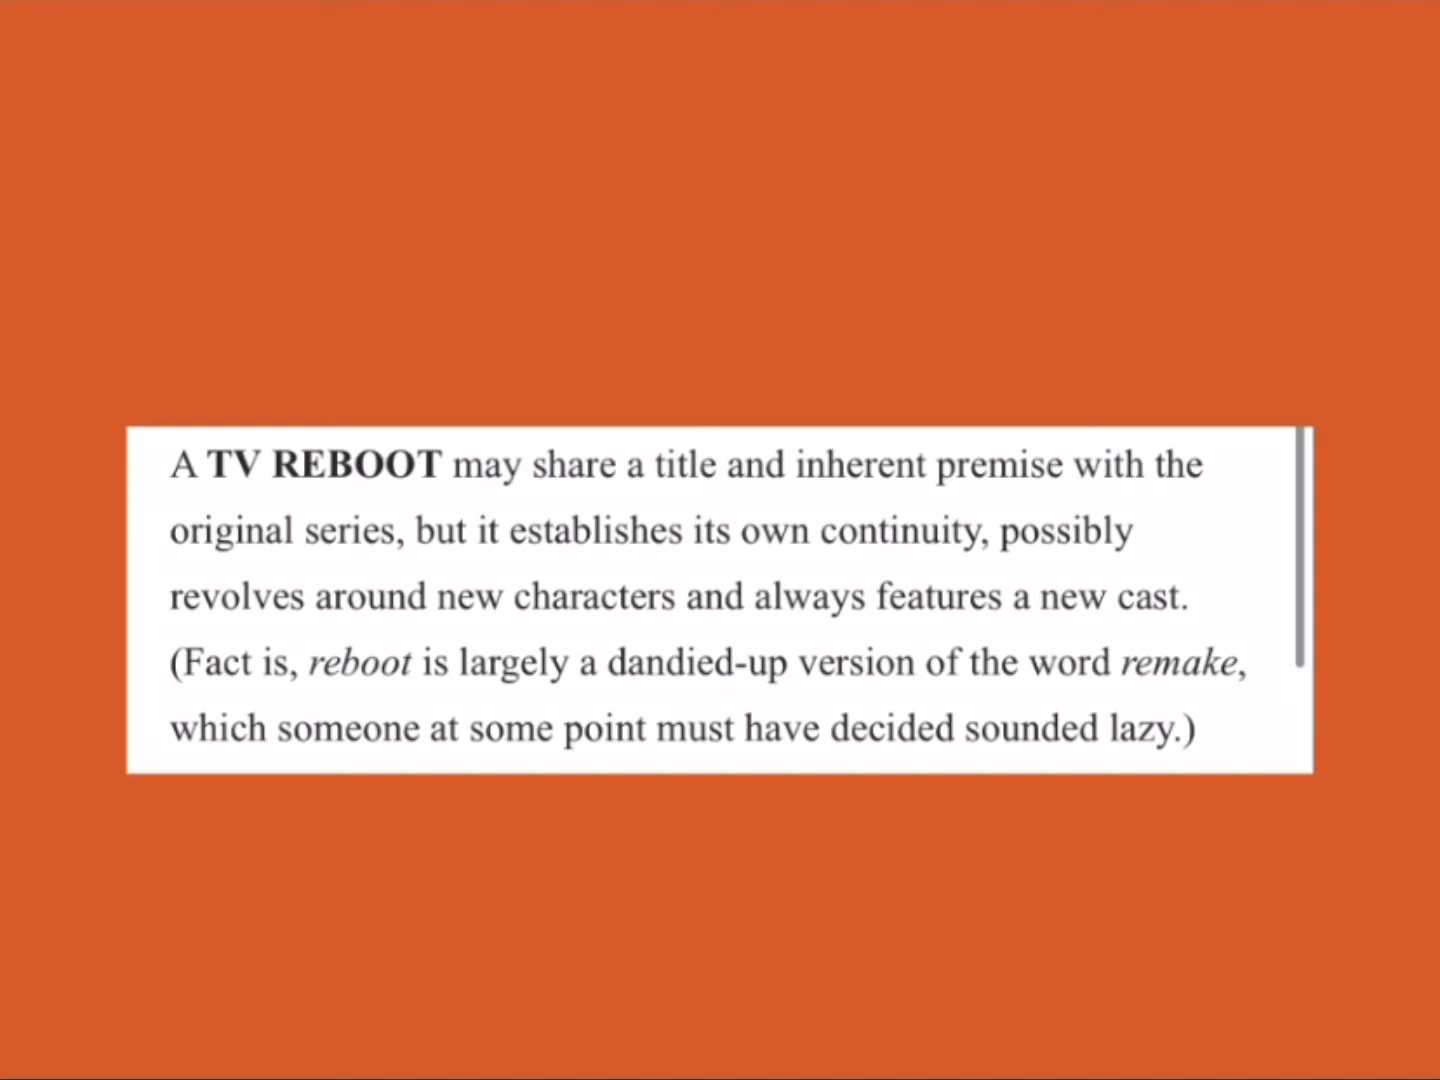 A TV REBOOT may share a title and inherent premise with the
original series, but it establishes its own continuity, possibly
revolves around new characters and always features a new cast.
(Fact is, reboot is largely a dandied-up version of the word remake,
which someone at some point must have decided sounded lazy.)